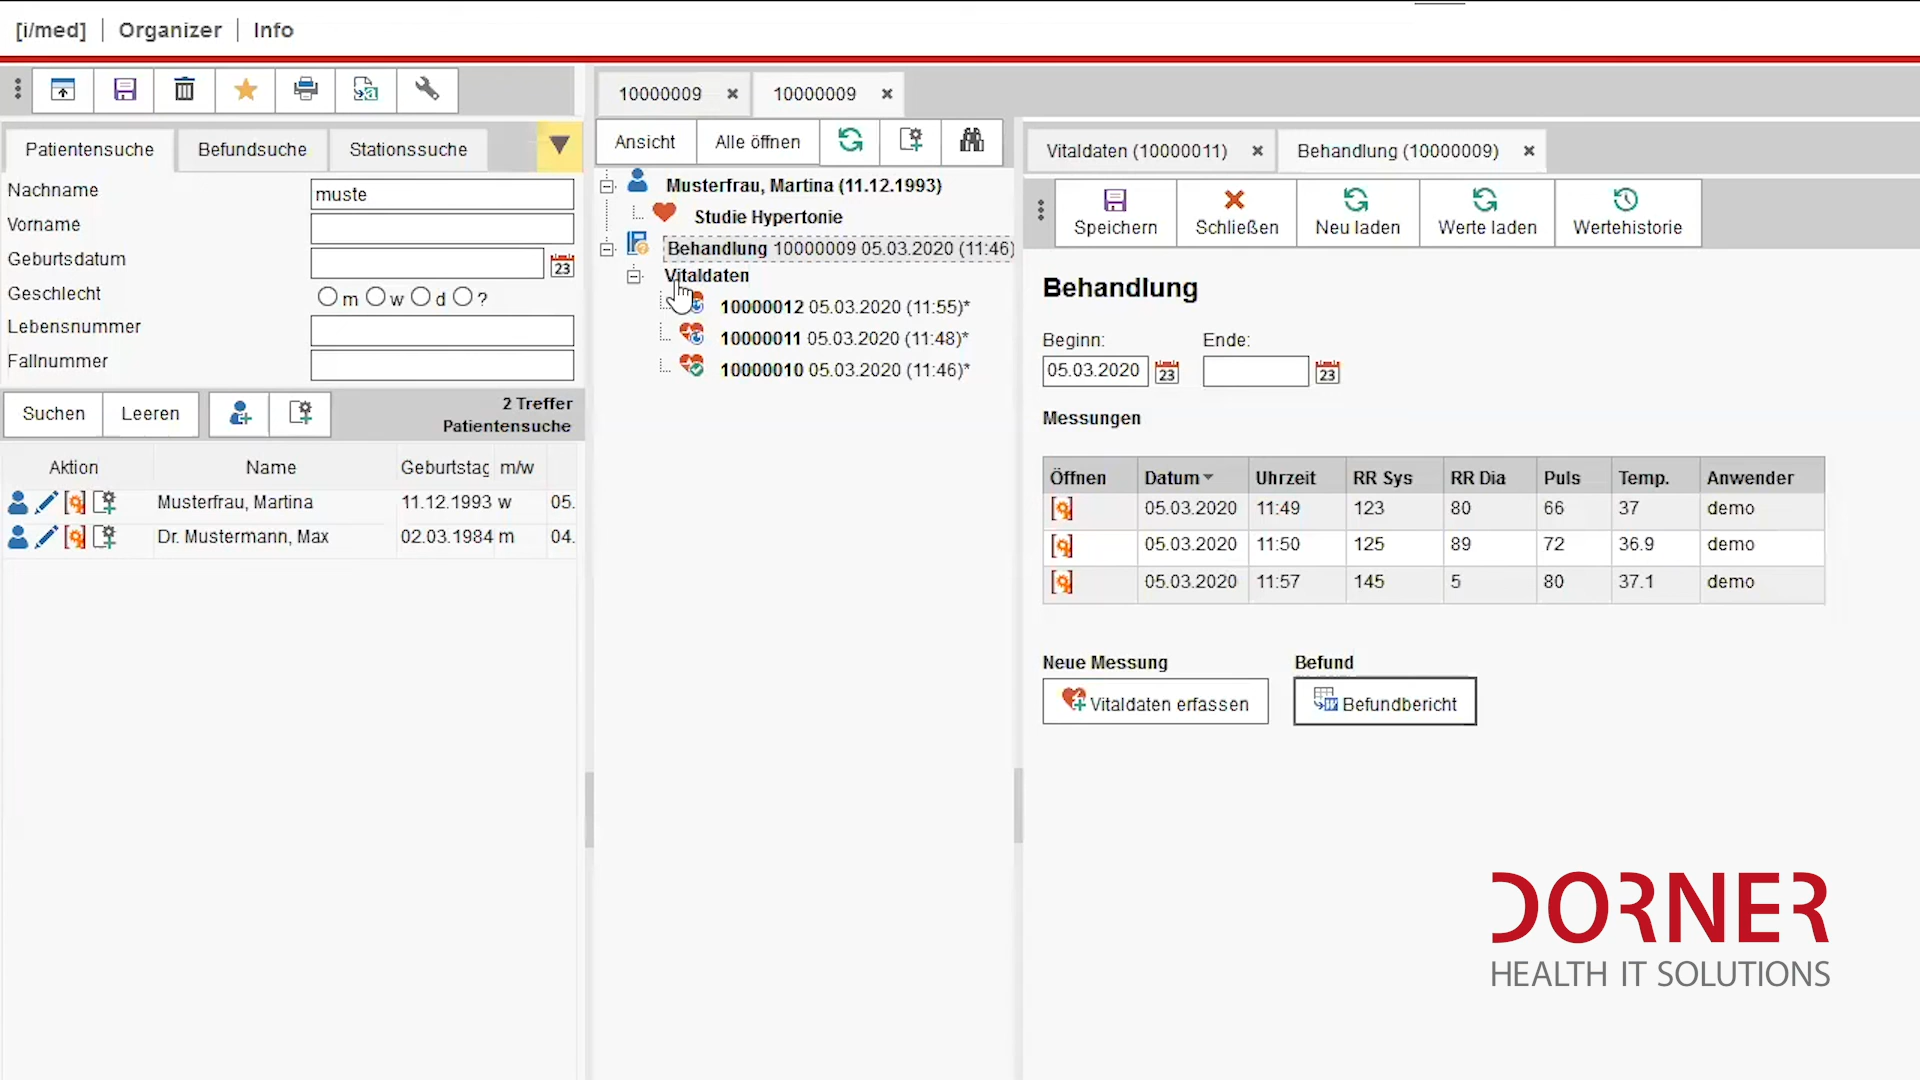 [i/med] Organizer Info
10000009 10000009
Ansicht Alle öffnen
Patientensuche Befundsuche Stationssuche
Nachname muste
Vorname
Geburtsdatum 23
Geschlecht m w d ?
Lebensnummer
Fallnummer
Suchen Leeren 2 Treffer
Patientensuche
Aktion Name Geburtstag m/w
Musterfrau, Martina 11.12.1993 w 05.
Dr. Mustermann, Max 02.03.1984 m 04.
Musterfrau, Martina (11.12.1993)
Studie Hypertonie
Behandlung 10000009 05.03.2020 (11:46)
Vitaldaten
10000012 05.03.2020 (11:55)*
10000011 05.03.2020 (11:48)*
10000010 05.03.2020 (11:46)*
Vitaldaten (10000011) Behandlung (10000009)
Speichern Schließen Neu laden Werte laden Wertehistorie
Behandlung
Beginn: Ende:
05.03.2020 23 23
Messungen
Öffnen Datum Uhrzeit RR Sys RR Dia Puls Temp. Anwender
05.03.2020 11:49 123 80 66 37 demo
05.03.2020 11:50 125 89 72 36.9 demo
05.03.2020 11:57 145 5 80 37.1 demo
Neue Messung Befund
Vitaldaten erfassen Befundbericht
DORNER
HEALTH IT SOLUTIONS